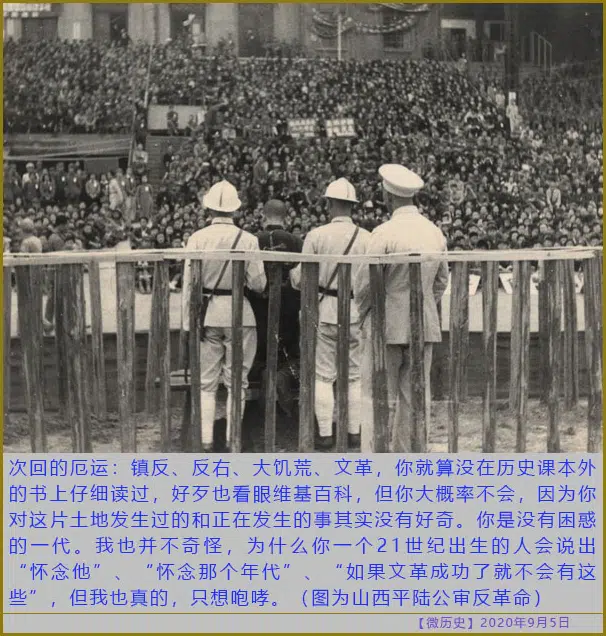 次回的厄运：镇反、反右、大饥荒、文革，你就算没在历史课本外
的书上仔细读过，好歹也看眼维基百科，但你大概率不会，因为你
对这片土地发生过的和正在发生的事其实没有好奇。你是没有困惑
的一代。我也并不奇怪，为什么你一个21世纪出生的人会说出
“怀念他”、“怀念那个年代”、“如果文革成功了就不会有这
些”，但我也真的，只想咆哮。（图为山西平陆公审反革命）
【微历史】2020年9月5日